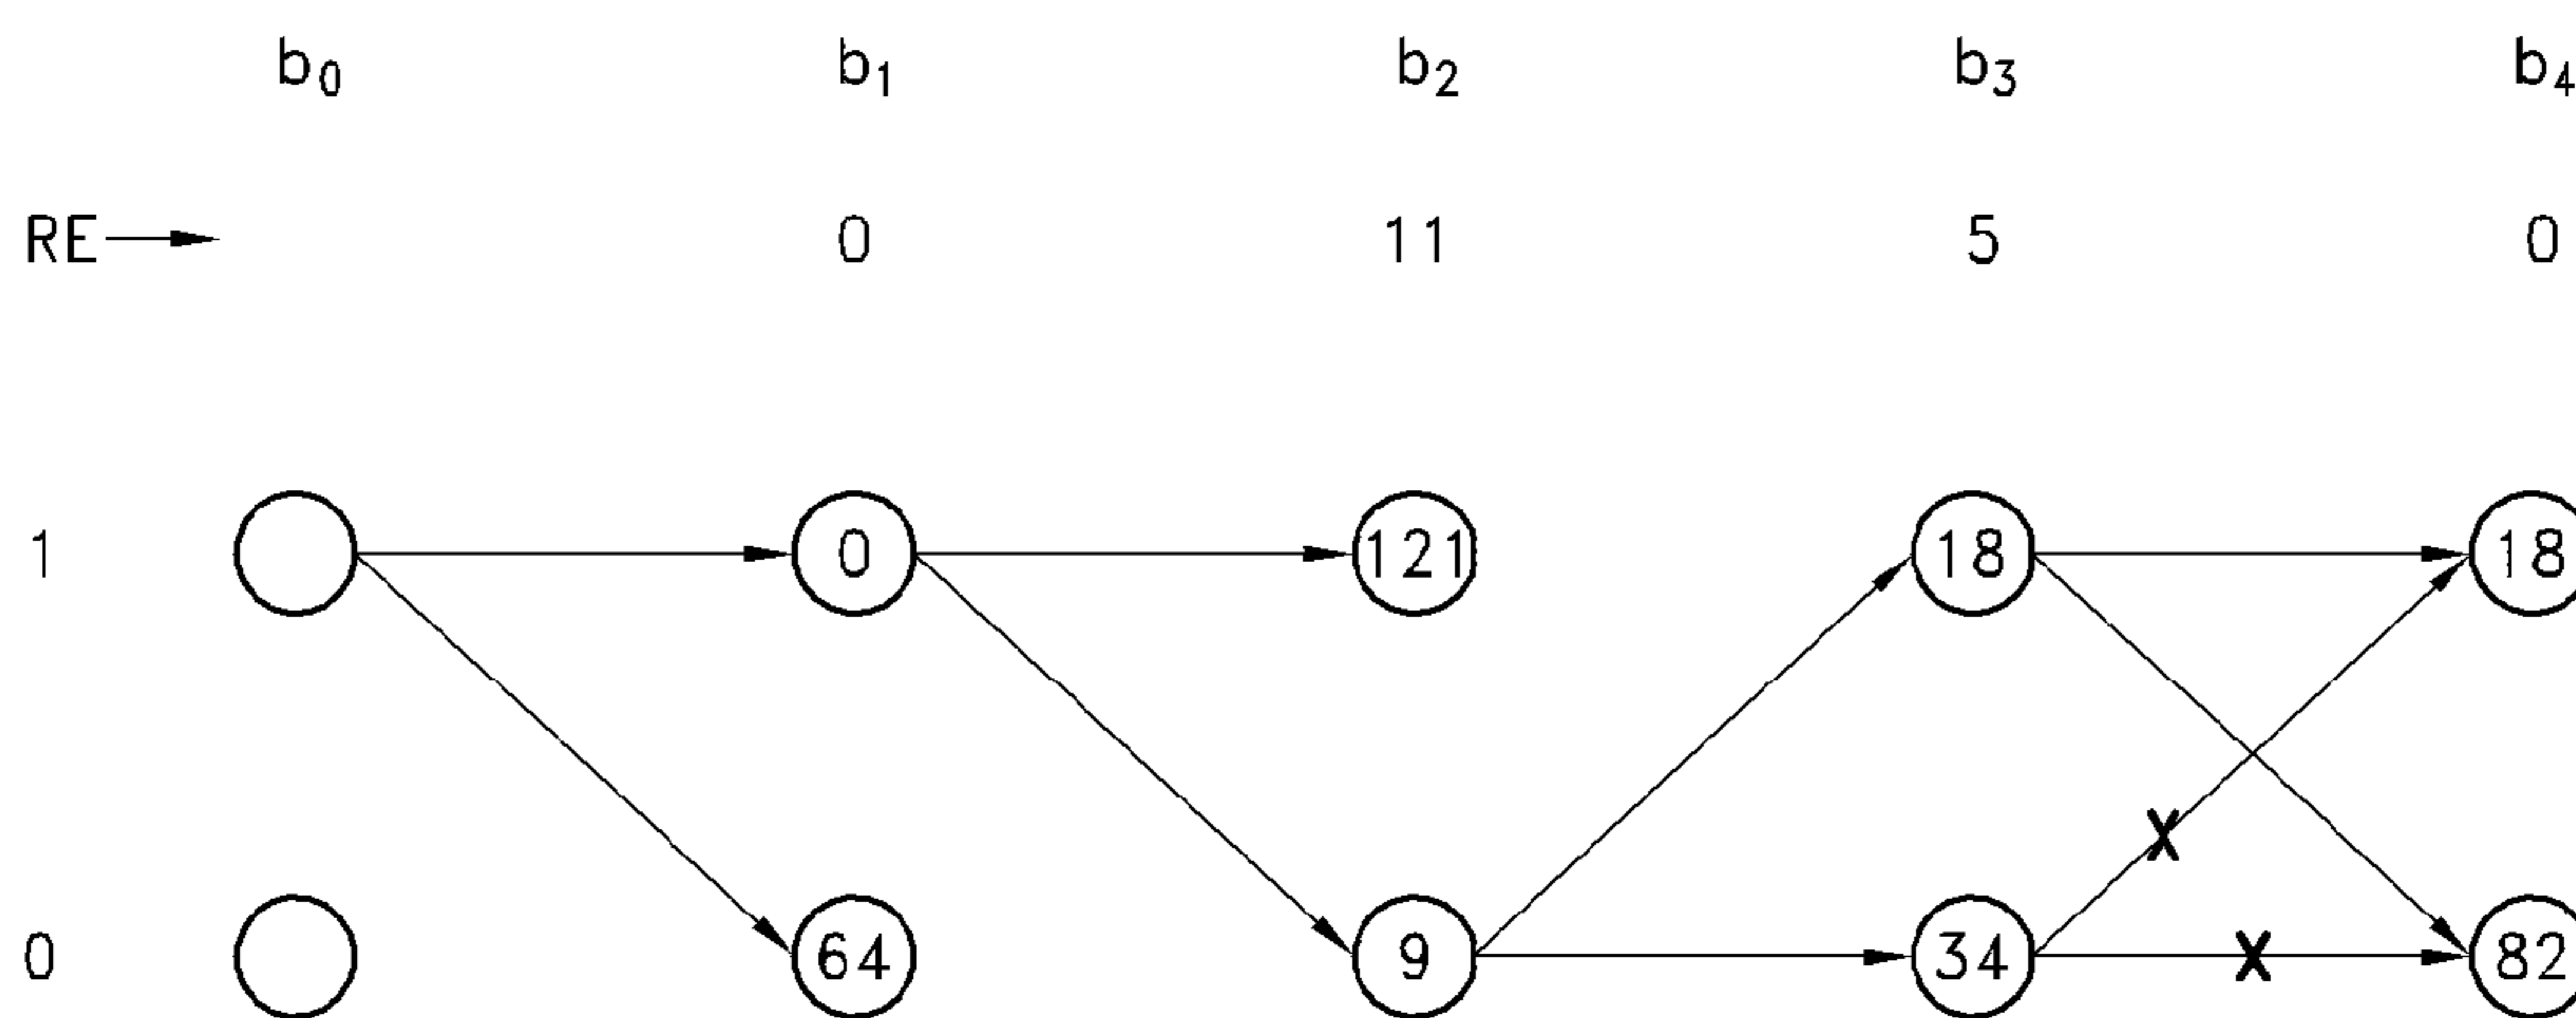 b₀ b₁ b₂ b₃ b₄
RE 0 11 5 0
1 0 121 18 18
0 64 9 34 82
X
X